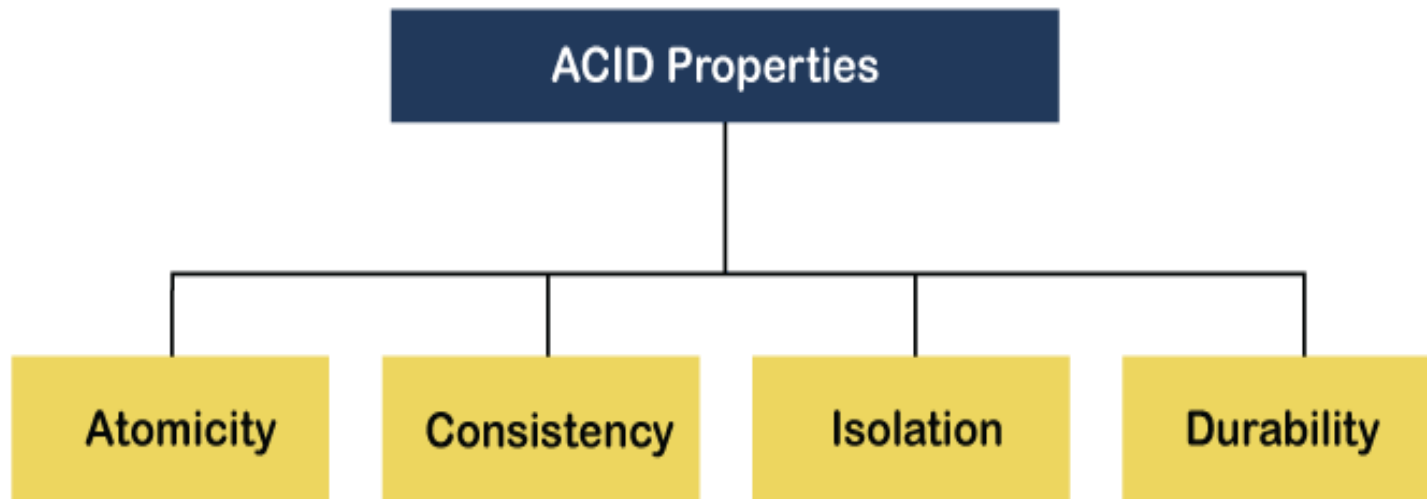 ACID Properties
Atomicity
Consistency
Isolation
Durability